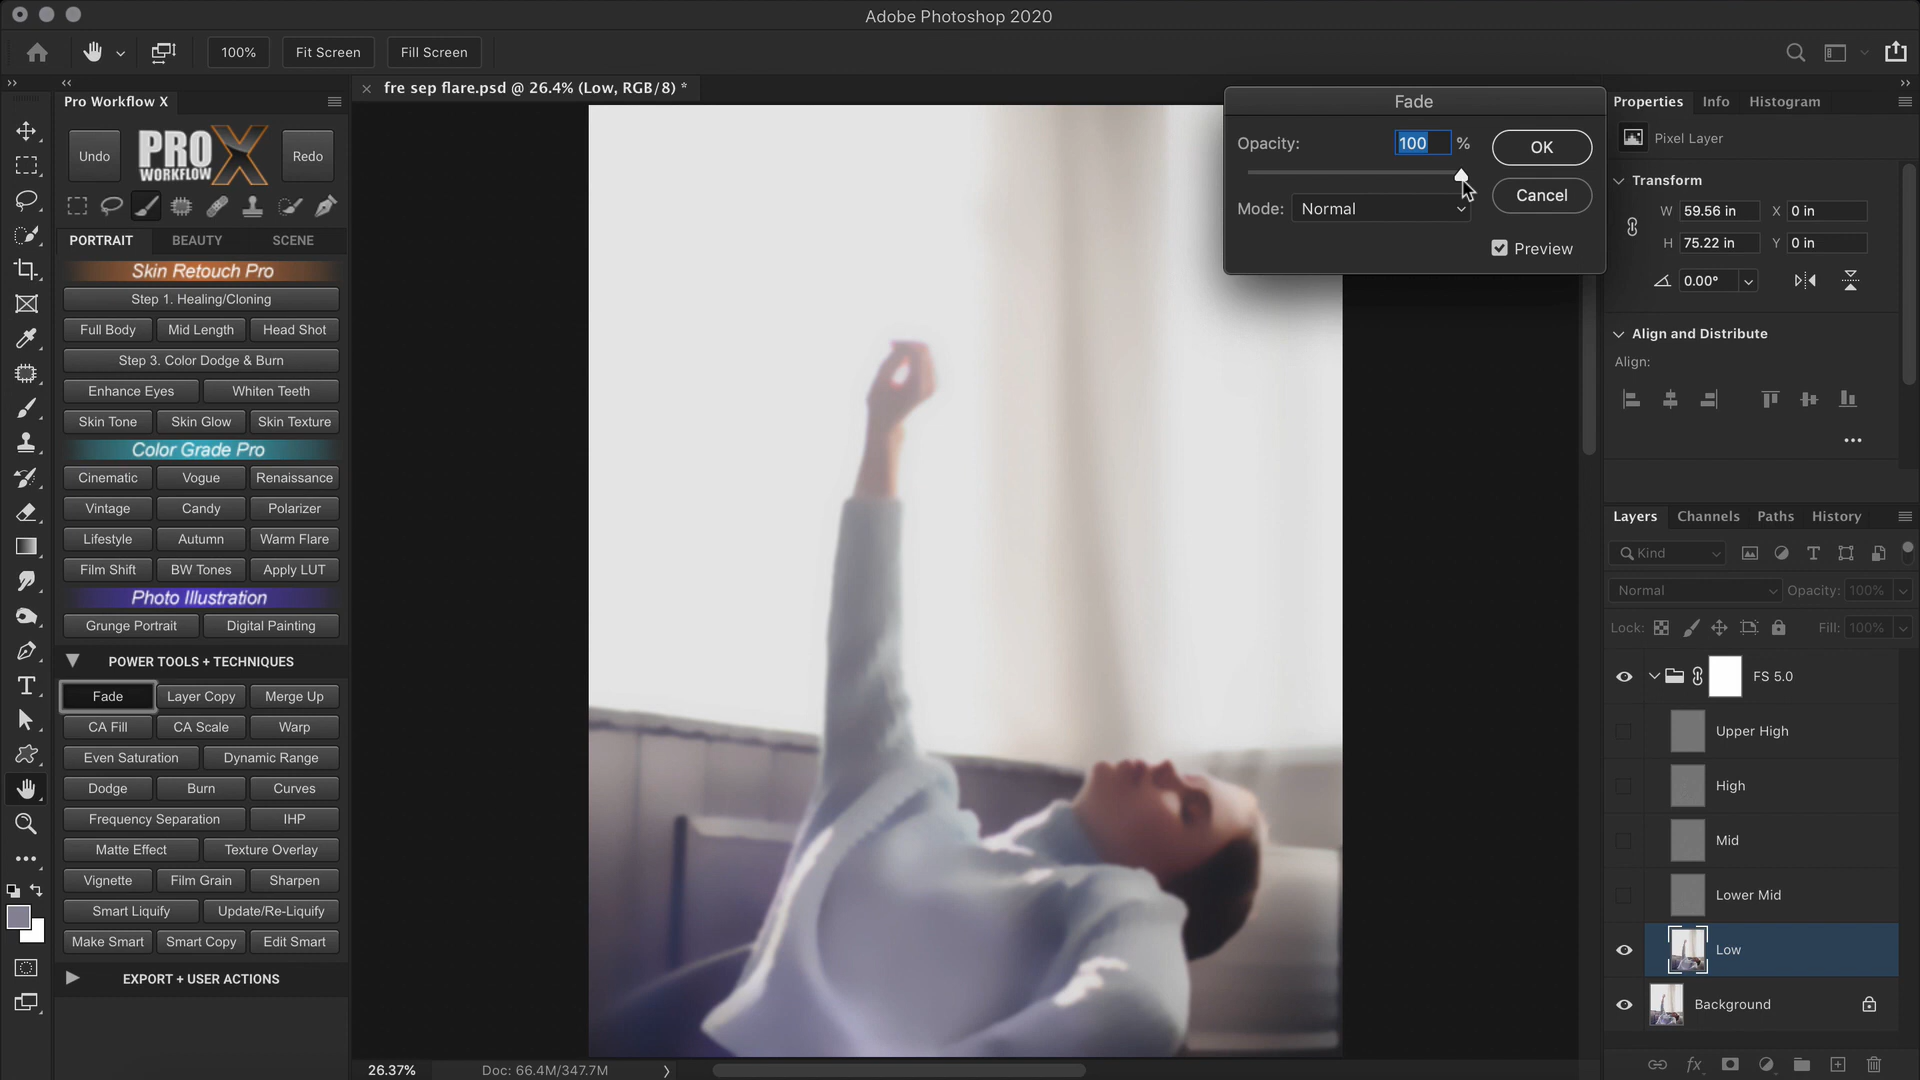 Adobe Photoshop 2020
100%
Fit Screen
Fill Screen
Pro Workflow X
fre sep flare.psd @ 26.4% (Low, RGB/8) *
Undo
PRO X
WORKFLOW
Redo
PORTRAIT
BEAUTY
SCENE
Skin Retouch Pro
Step 1. Healing/Cloning
Full Body
Mid Length
Head Shot
Step 3. Color Dodge & Burn
Enhance Eyes
Whiten Teeth
Skin Tone
Skin Glow
Skin Texture
Color Grade Pro
Cinematic
Vogue
Renaissance
Vintage
Candy
Polarizer
Lifestyle
Autumn
Warm Flare
Film Shift
BW Tones
Apply LUT
Photo Illustration
Grunge Portrait
Digital Painting
POWER TOOLS + TECHNIQUES
Fade
Layer Copy
Merge Up
CA Fill
CA Scale
Warp
Even Saturation
Dynamic Range
Dodge
Burn
Curves
Frequency Separation
IHP
Matte Effect
Texture Overlay
Vignette
Film Grain
Sharpen
Smart Liquify
Update/Re-Liquify
Make Smart
Smart Copy
Edit Smart
EXPORT + USER ACTIONS
26.37%
Doc: 66.4M/347.7M
Fade
Opacity: 100 %
OK
Cancel
Mode: Normal
Preview
Properties
Info
Histogram
Pixel Layer
Transform
W 59.56 in
X 0 in
H 75.22 in
Y 0 in
0.00°
Align and Distribute
Align:
Layers
Channels
Paths
History
Kind
Normal
Opacity: 100%
Lock:
Fill: 100%
FS 5.0
Upper High
High
Mid
Lower Mid
Low
Background